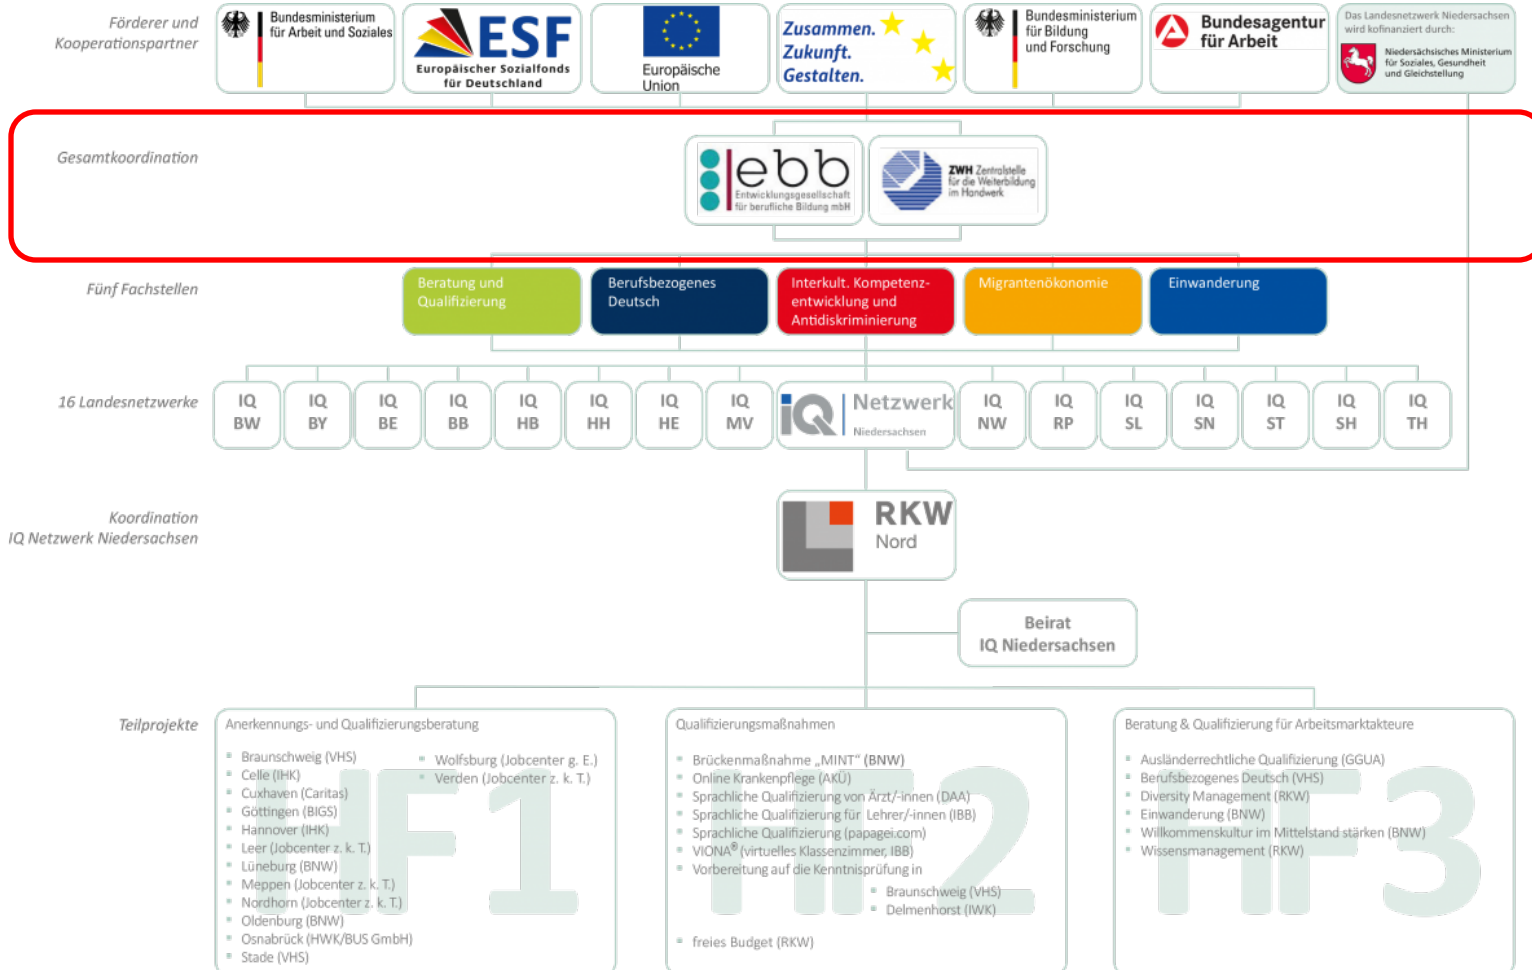 Förderer und
Kooperationspartner
Bundesministerium
für Arbeit und Soziales
ESF
Europäischer Sozialfonds
für Deutschland
Europäische
Union
Zusammen.
Zukunft.
Gestalten.
Bundesministerium
für Bildung
und Forschung
Bundesagentur
für Arbeit
Das Landesnetzwerk Niedersachsen
wird kofinanziert durch:
Niedersächsisches Ministerium
für Soziales, Gesundheit
und Gleichstellung
Gesamtkoordination
ebb
Entwicklungsgesellschaft
für berufliche Bildung mbH
ZWH Zentralstelle
für die Weiterbildung
im Handwerk
Fünf Fachstellen
Beratung und
Qualifizierung
Berufsbezogenes
Deutsch
Interkult. Kompetenz-
entwicklung und
Antidiskriminierung
Migrantenökonomie
Einwanderung
16 Landesnetzwerke
IQ
BW
IQ
BY
IQ
BE
IQ
BB
IQ
HB
IQ
HH
IQ
HE
IQ
MV
iQ Netzwerk
Niedersachsen
IQ
NW
IQ
RP
IQ
SL
IQ
SN
IQ
ST
IQ
SH
IQ
TH
Koordination
IQ Netzwerk Niedersachsen
RKW
Nord
Beirat
IQ Niedersachsen
Teilprojekte
HF1
Anerkennungs- und Qualifizierungsberatung
Braunschweig (VHS)
Celle (IHK)
Cuxhaven (Caritas)
Göttingen (BIGS)
Hannover (IHK)
Leer (Jobcenter z. k. T.)
Lüneburg (BNW)
Meppen (Jobcenter z. k. T.)
Nordhorn (Jobcenter z. k. T.)
Oldenburg (BNW)
Osnabrück (HWK/BUS GmbH)
Stade (VHS)
Wolfsburg (Jobcenter g. E.)
Verden (Jobcenter z. k. T.)
HF2
Qualifizierungsmaßnahmen
Brückenmaßnahme „MINT“ (BNW)
Online Krankenpflege (AKÜ)
Sprachliche Qualifizierung von Ärzt/-innen (DAA)
Sprachliche Qualifizierung für Lehrer/-innen (IBB)
Sprachliche Qualifizierung (papagei.com)
VIONA® (virtuelles Klassenzimmer, IBB)
Vorbereitung auf die Kenntnisprüfung in
Braunschweig (VHS)
Delmenhorst (IWK)
freies Budget (RKW)
HF3
Beratung & Qualifizierung für Arbeitsmarktakteure
Ausländerrechtliche Qualifizierung (GGUA)
Berufsbezogenes Deutsch (VHS)
Diversity Management (RKW)
Einwanderung (BNW)
Willkommenskultur im Mittelstand stärken (BNW)
Wissensmanagement (RKW)